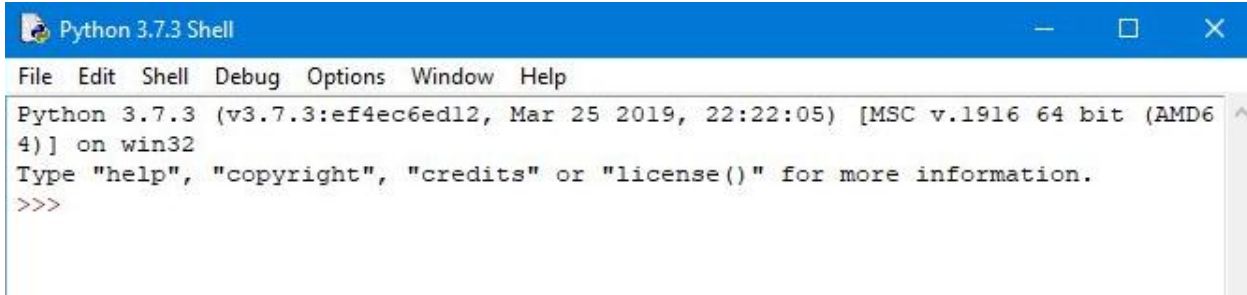 Python 3.7.3 Shell
File Edit Shell Debug Options Window Help
Python 3.7.3 (v3.7.3:ef4ec6ed12, Mar 25 2019, 22:22:05) [MSC v.1916 64 bit (AMD6
4)] on win32
Type "help", "copyright", "credits" or "license()" for more information.
>>>